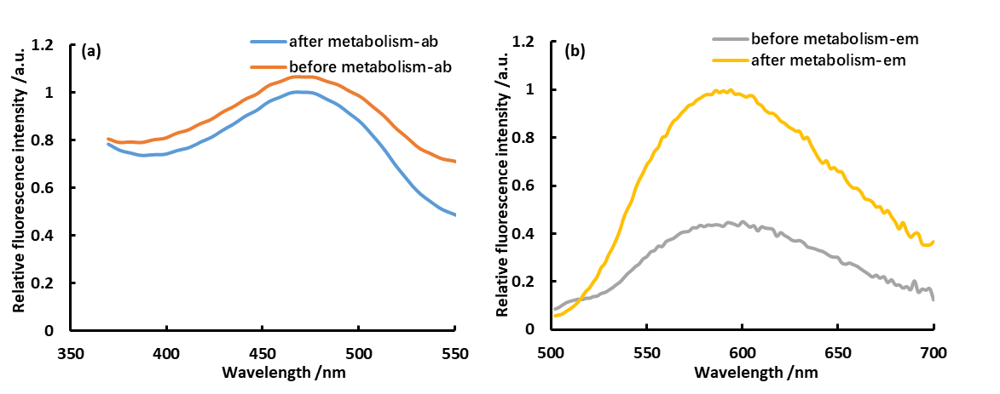 (a)
after metabolism-ab
before metabolism-ab
Relative fluorescence intensity /a.u.
1.2
1
0.8
0.6
0.4
0.2
0
350 400 450 500 550
Wavelength /nm
(b)
before metabolism-em
after metabolism-em
Relative fluorescence intensity /a.u.
1.2
1
0.8
0.6
0.4
0.2
0
500 550 600 650 700
Wavelength /nm